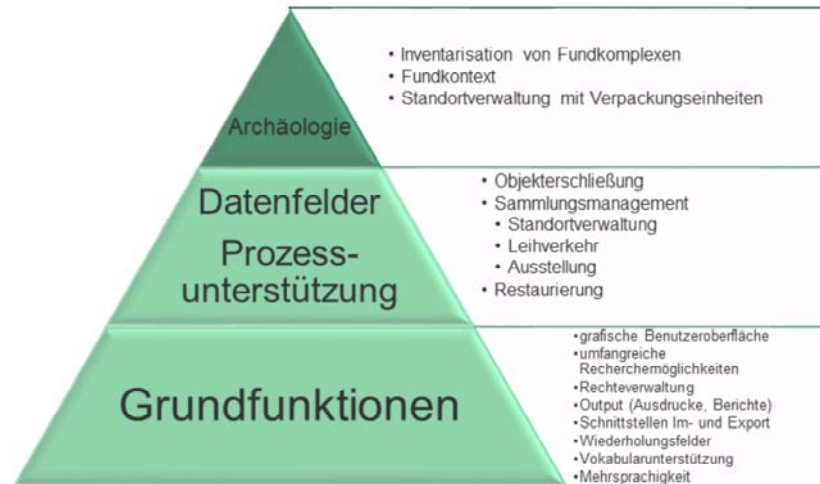 Archäologie
• Inventarisation von Fundkomplexen
• Fundkontext
• Standortverwaltung mit Verpackungseinheiten
Datenfelder
Prozess-
unterstützung
• Objekterschließung
• Sammlungsmanagement
• Standortverwaltung
• Leihverkehr
• Ausstellung
• Restaurierung
Grundfunktionen
•grafische Benutzeroberfläche
•umfangreiche
Recherchemöglichkeiten
•Rechteverwaltung
•Output (Ausdrucke, Berichte)
•Schnittstellen Im- und Export
•Wiederholungsfelder
•Vokabularunterstützung
•Mehrsprachigkeit